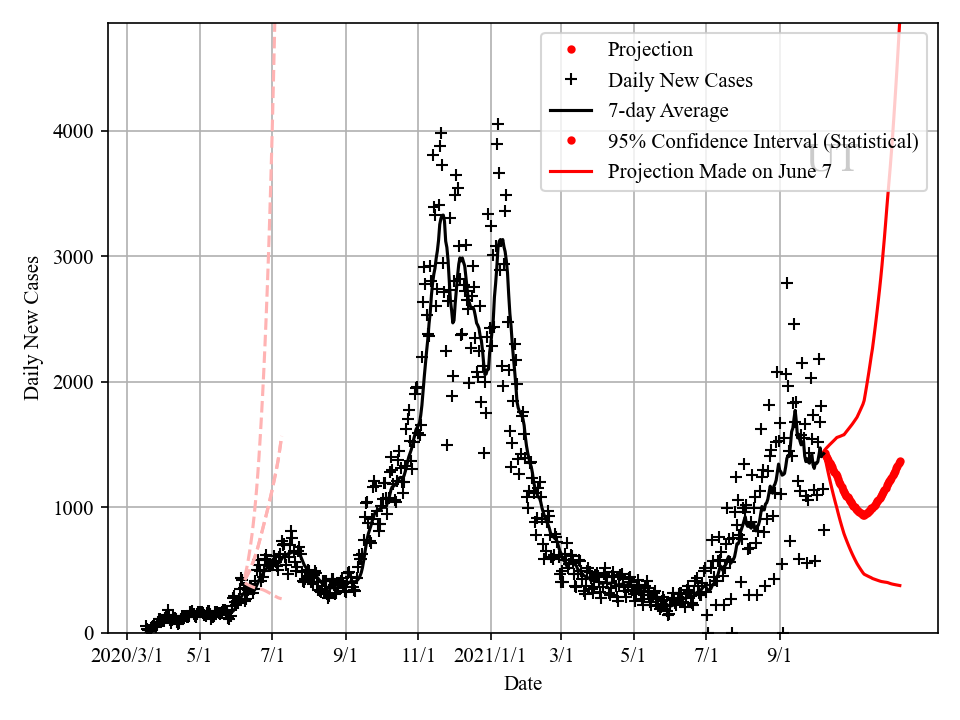 Projection
Daily New Cases
7-day Average
95% Confidence Interval (Statistical)
UT
Projection Made on June 7
4000
3000
2000
1000
0
Daily New Cases
2020/3/1 5/1 7/1 9/1 11/1 2021/1/1 3/1 5/1 7/1 9/1
Date